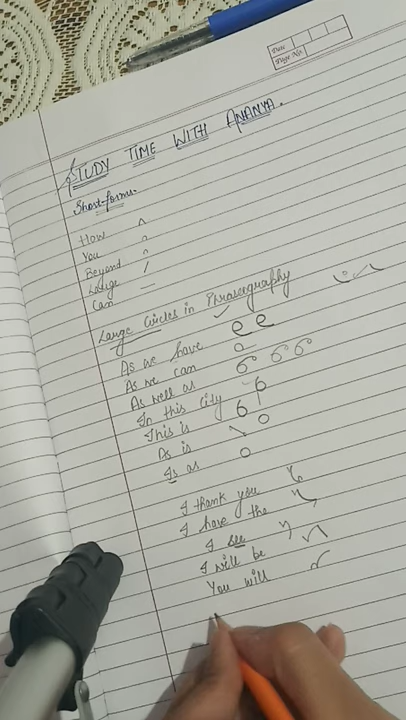 Date
Page No.
STUDY TIME WITH ANANYA.
Short-forms.
How
You
Beyond
Large
Can
Large Circles in Phraseography
As we have
As we can
As well as
In this city
This is
As is
Is as
I thank you
I have the
I see
I will be
You will